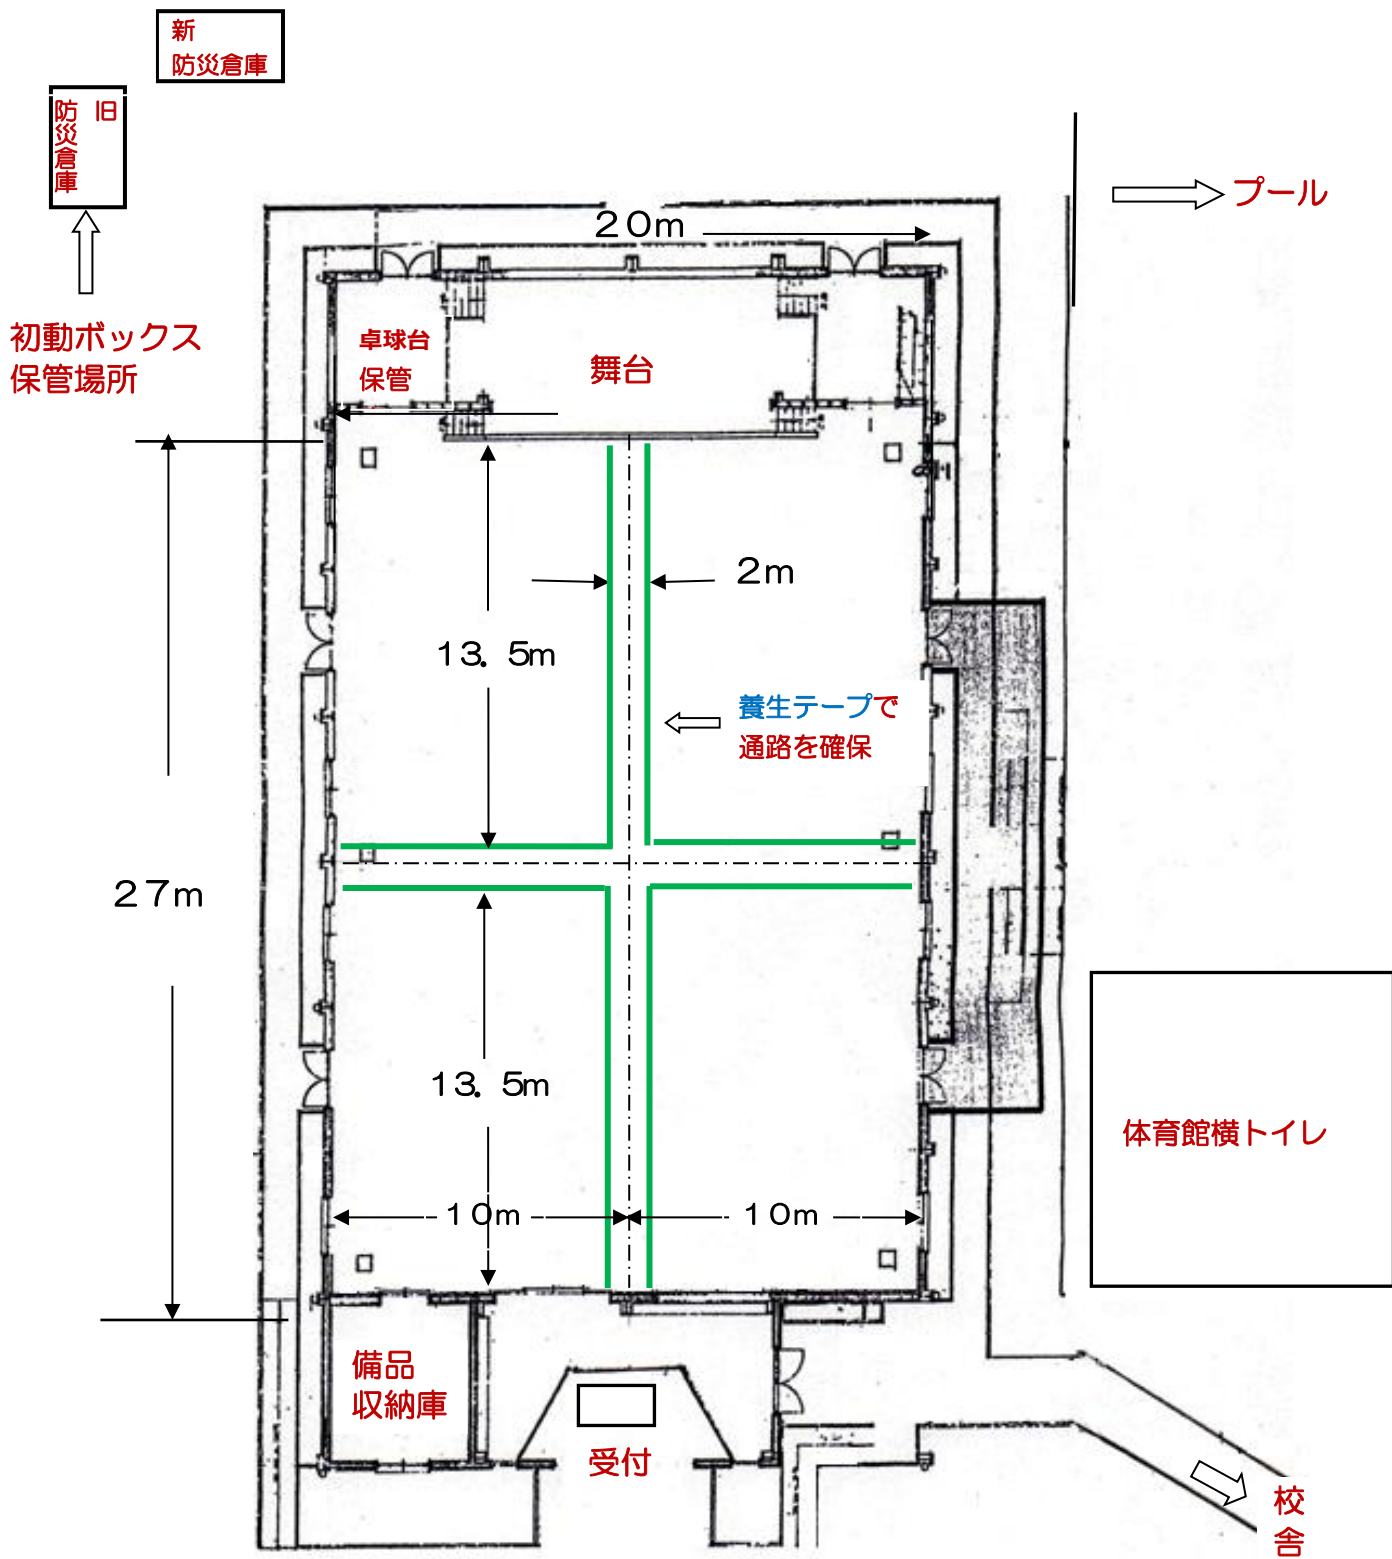 新
防災倉庫
旧
防災倉庫
初動ボックス
保管場所
プール
20m
卓球台
保管
舞台
2m
13.5m
養生テープで
通路を確保
27m
13.5m
体育館横トイレ
10m
10m
備品
収納庫
受付
校
舎